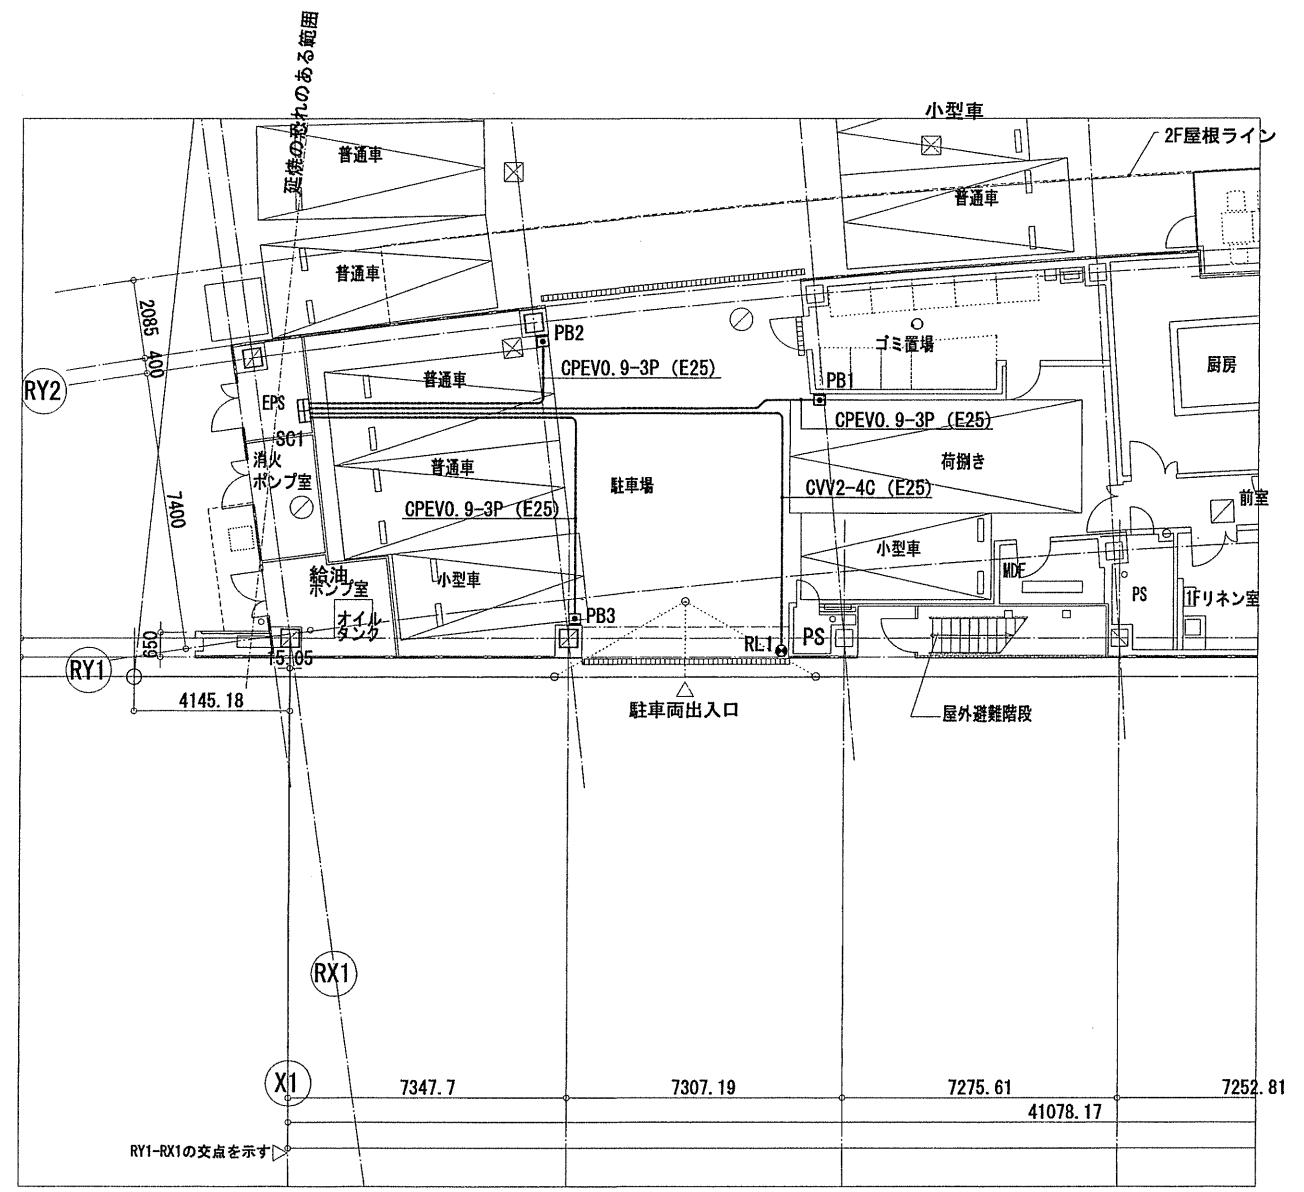 延焼の恐れのある範囲
小型車
2F屋根ライン
普通車
普通車
普通車
2085
400
7400
650
RY2
PB2
CPEV0.9-3P (E25)
ゴミ置場
厨房
普通車
PB1
EPS
SC1
CPEV0.9-3P (E25)
消火
ポンプ室
普通車
荷捌き
駐車場
CVV2-4C (E25)
前室
CPEV0.9-3P (E25)
小型車
給油
ポンプ室
小型車
MDF
PS
1Fリネン室
オイル
タンク
PB3
PS
RL1
RY1
15.05
4145.18
駐車両出入口
屋外避難階段
RX1
X1
7347.7
7307.19
7275.61
7252.81
41078.17
RY1-RX1の交点を示す